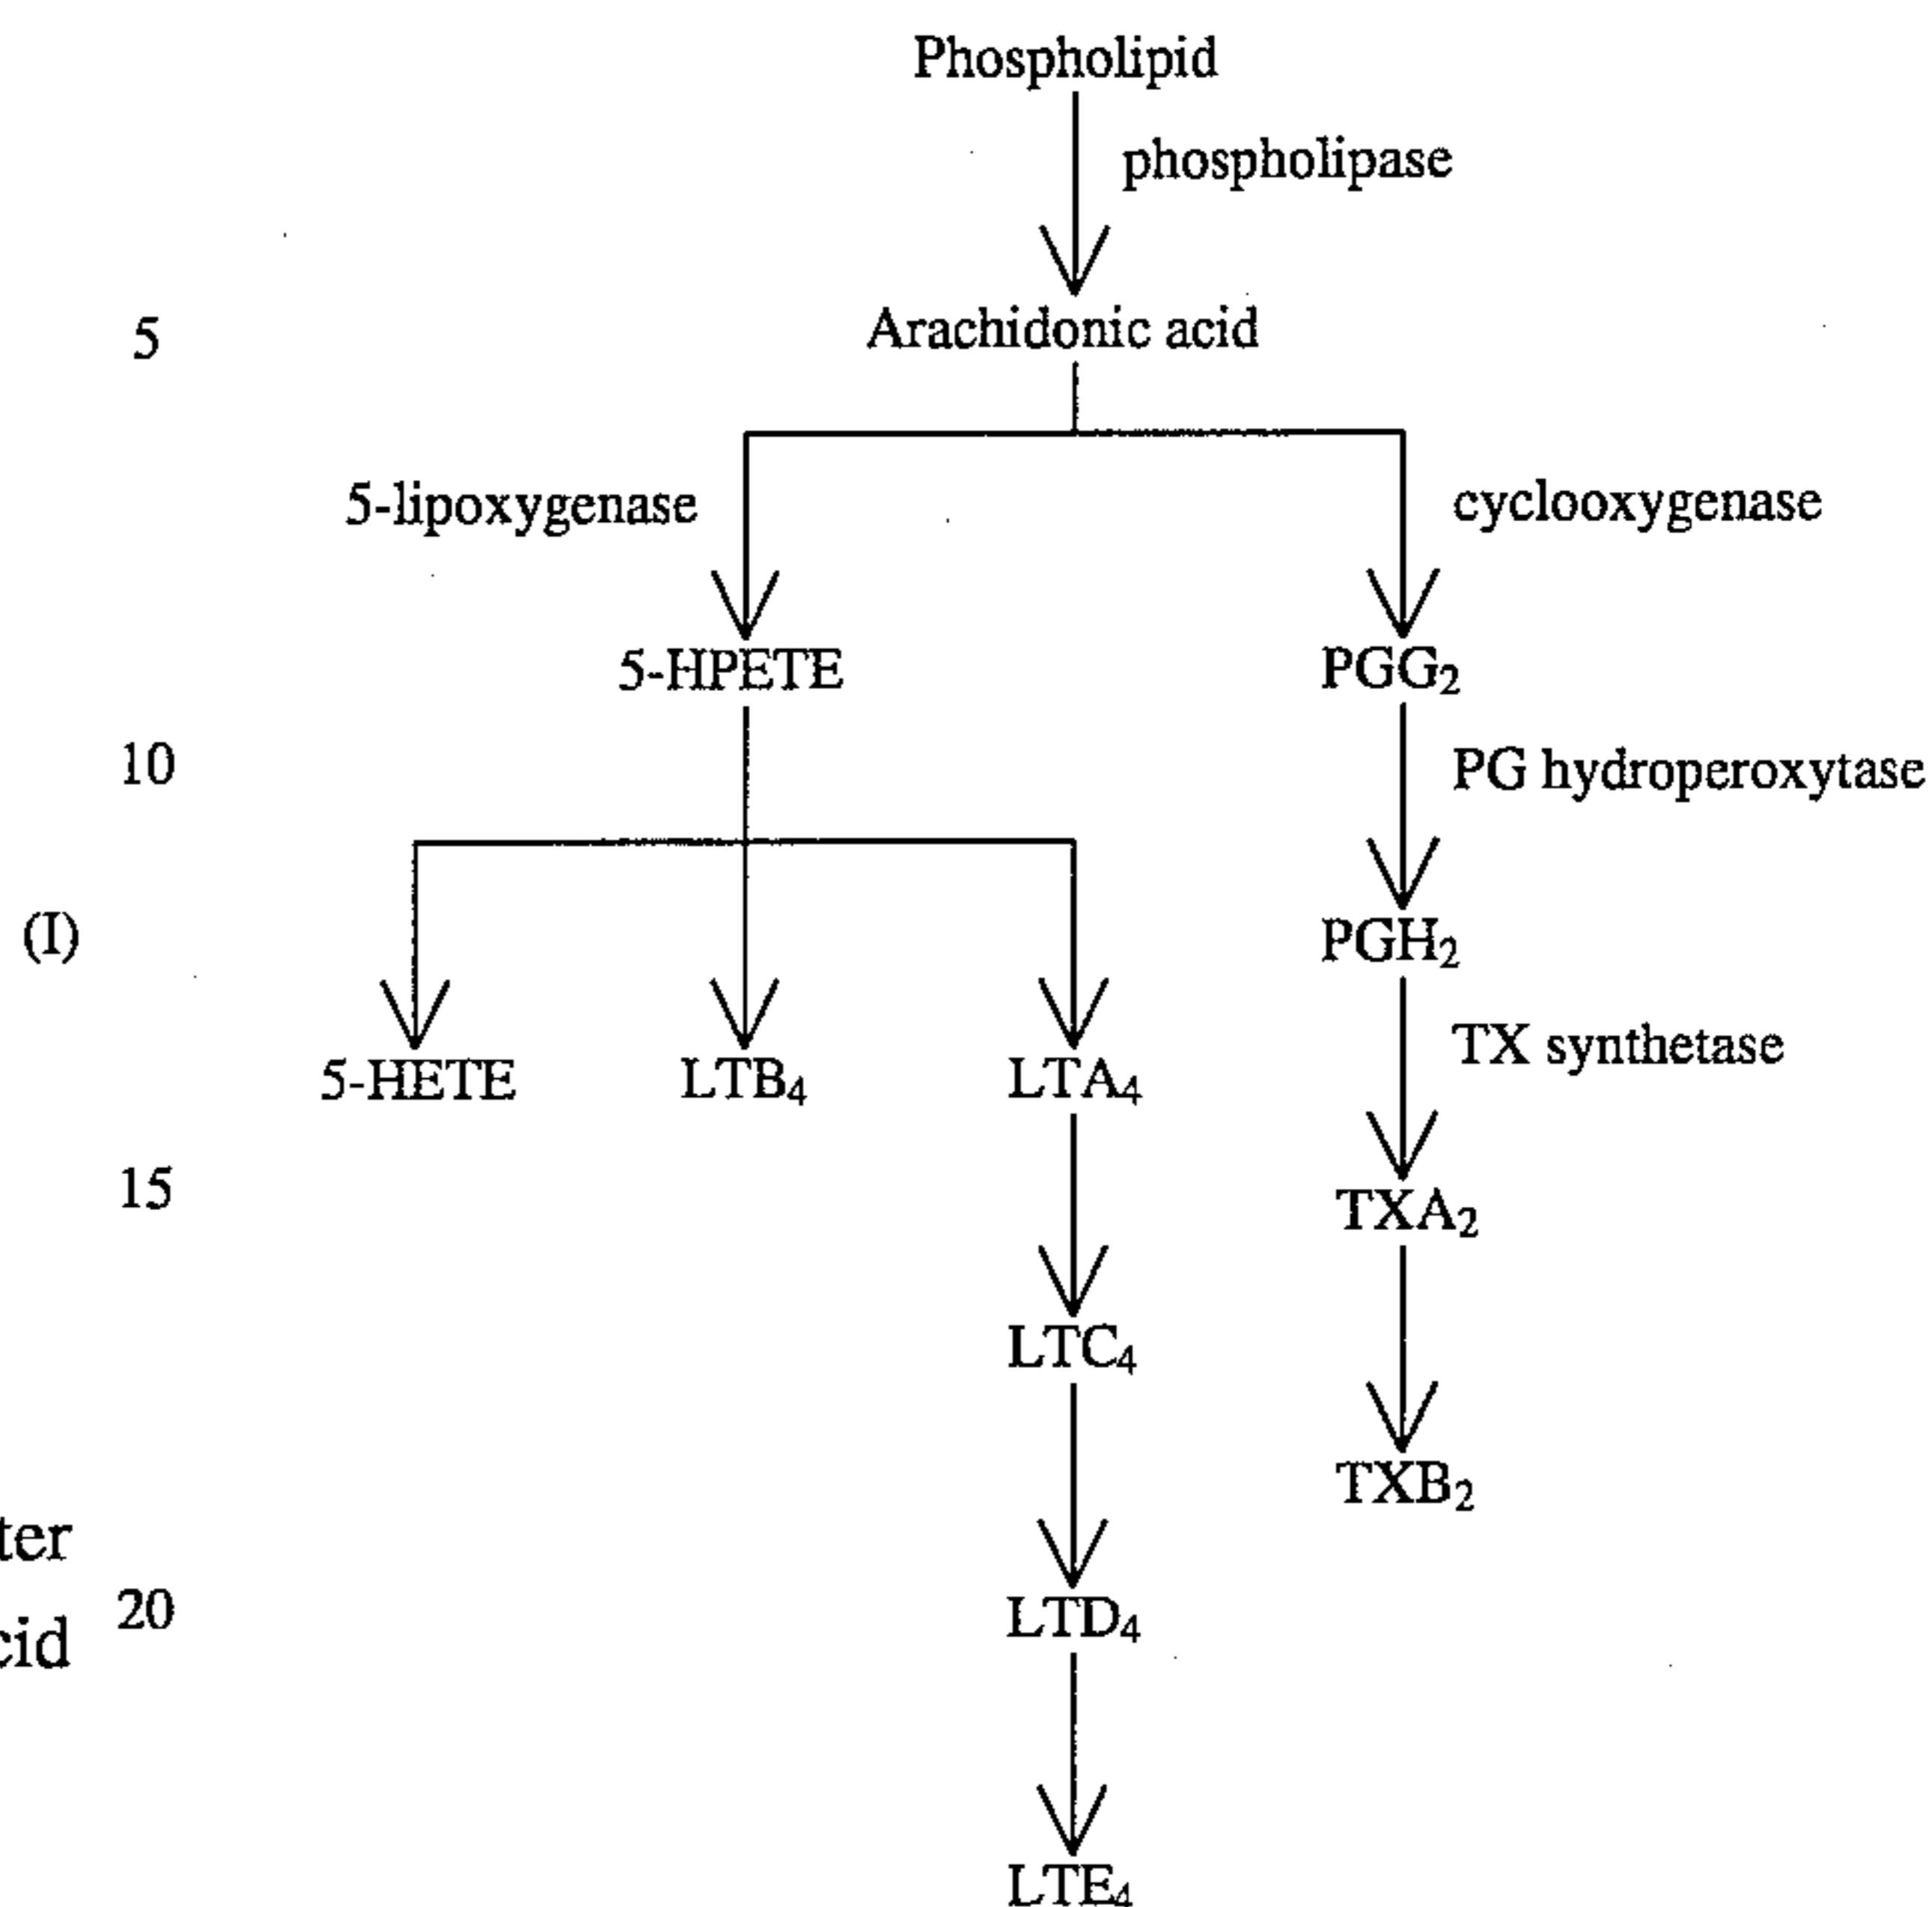 Phospholipid
phospholipase
5 Arachidonic acid
5-lipoxygenase cyclooxygenase
5-HPETE PGG₂
10 PG hydroperoxytase
(I) PGH₂
5-HETE LTB₄ LTA₄ TX synthetase
15 TXA₂
LTC₄
TXB₂
ter
20 LTD₄
cid
LTE₄